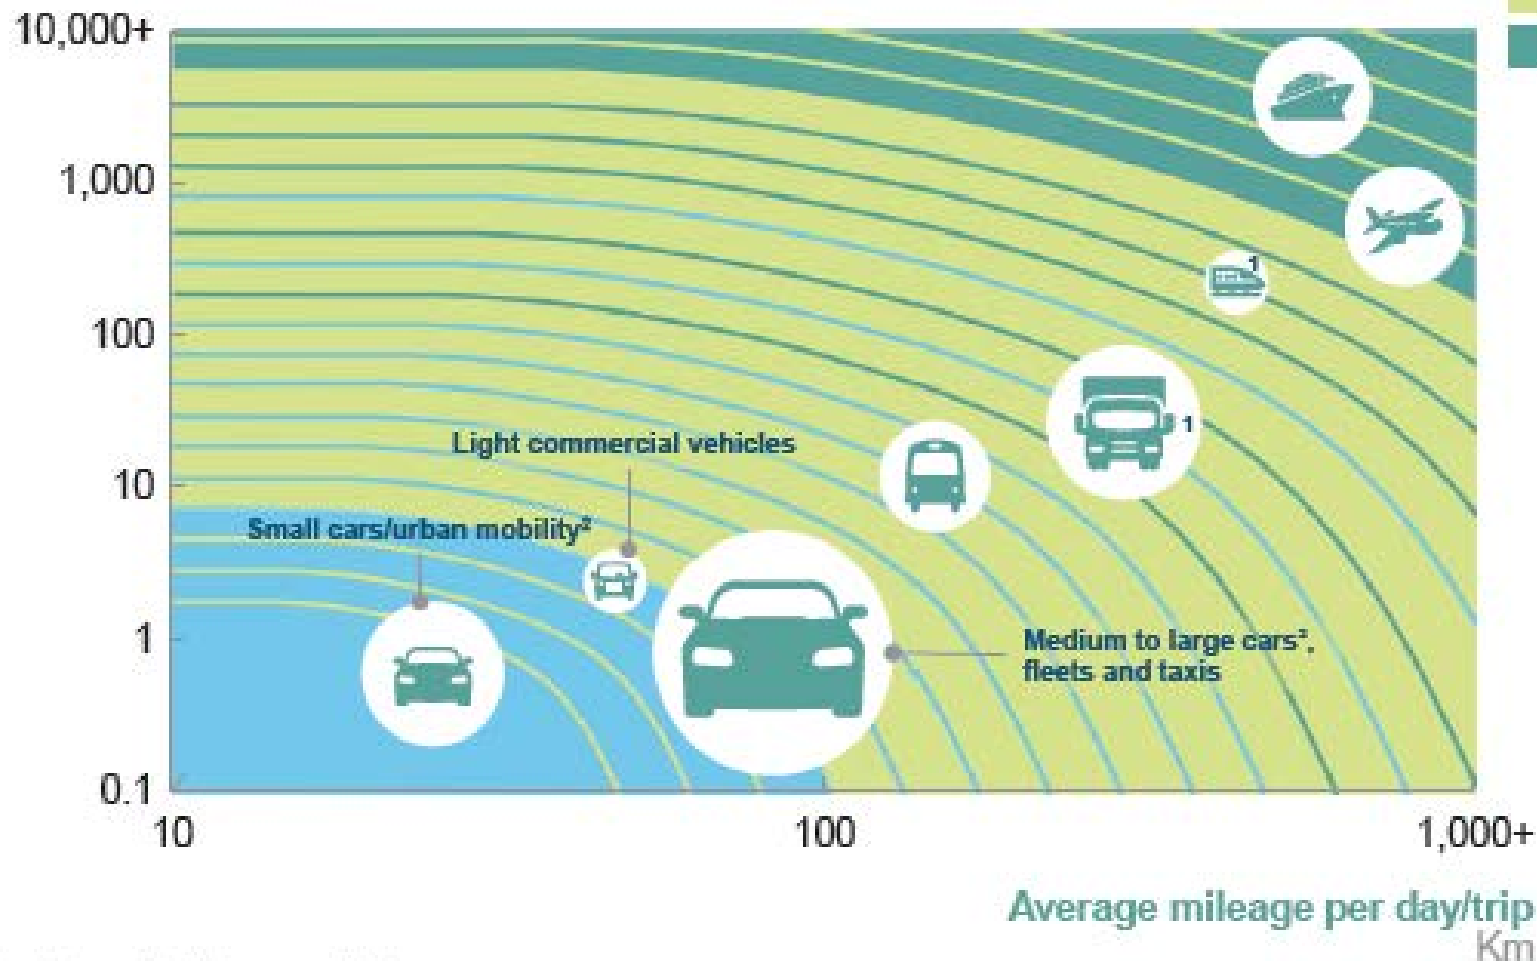 10,000+
1,000
100
10
1
0.1
Light commercial vehicles
Small cars/urban mobility²
1
1
Medium to large cars³,
fleets and taxis
10
100
1,000+
Average mileage per day/trip
Km